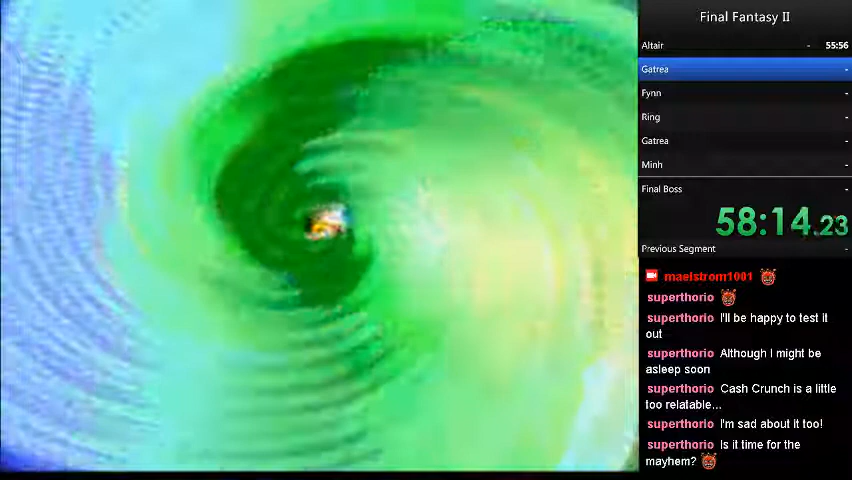 Final Fantasy II
Altair - 55:56
Gatrea -
Fynn -
Ring -
Gatrea -
Minh -
Final Boss -
58:14.23
Previous Segment -
maelstrom1001
superthorio
superthorio I'll be happy to test it
out
superthorio Although I might be
asleep soon
superthorio Cash Crunch is a little
too relatable...
superthorio I'm sad about it too!
superthorio Is it time for the
mayhem?